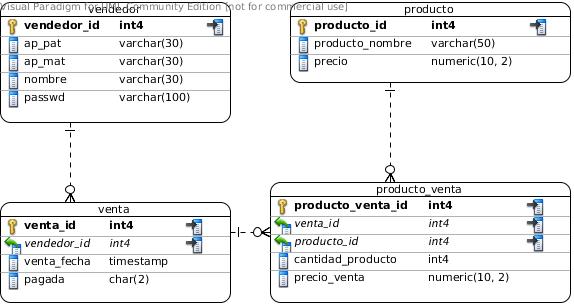 Visual Paradigm for UML Community Edition [not for commercial use]
vendedor
vendedor_id int4
ap_pat varchar(30)
ap_mat varchar(30)
nombre varchar(30)
passwd varchar(100)
producto
producto_id int4
producto_nombre varchar(50)
precio numeric(10, 2)
venta
venta_id int4
vendedor_id int4
venta_fecha timestamp
pagada char(2)
producto_venta
producto_venta_id int4
venta_id int4
producto_id int4
cantidad_producto int4
precio_venta numeric(10, 2)